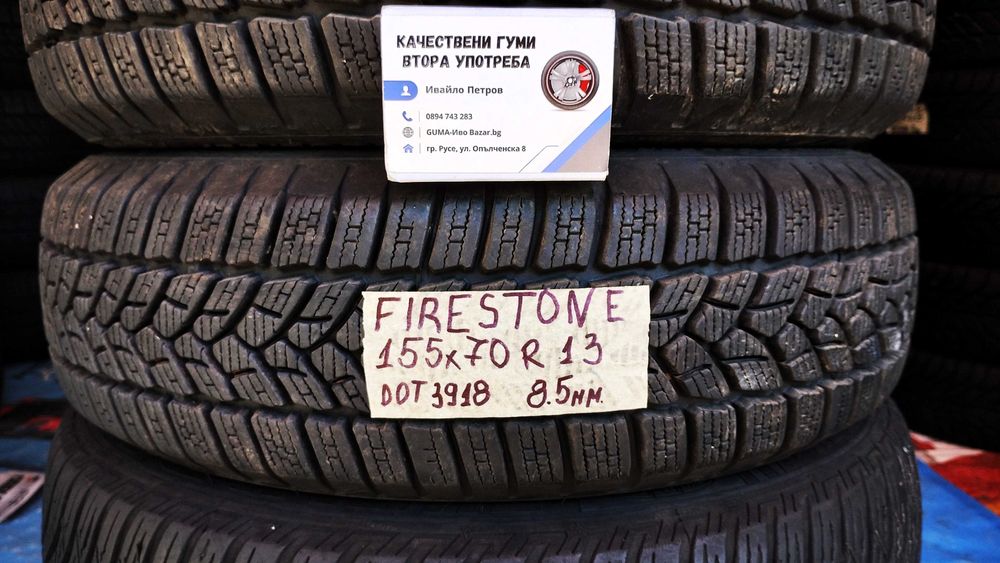 КАЧЕСТВЕНИ ГУМИ
ВТОРА УПОТРЕБА
Ивайло Петров
0894 743 283
GUMA-Иво Bazar.bg
гр. Русе, ул. Опълченска 8
FIRESTONE
155x70 R 13
DOT 3918 8.5мм.